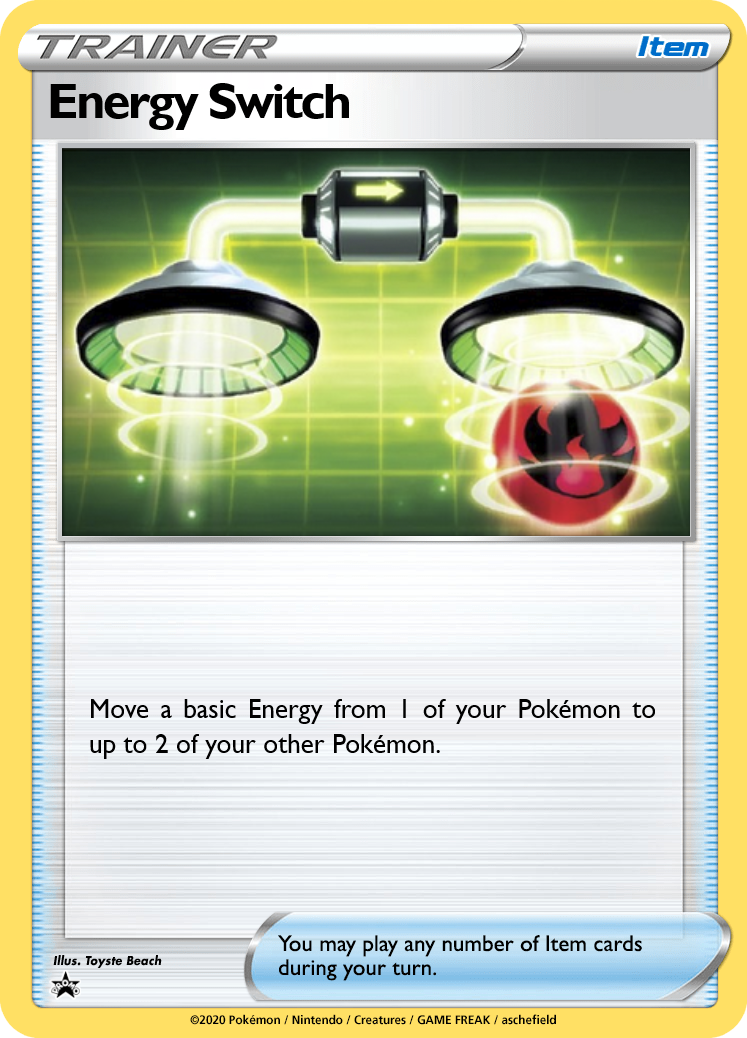 TRAINER
Item
Energy Switch
Move a basic Energy from 1 of your Pokémon to
up to 2 of your other Pokémon.
You may play any number of Item cards
during your turn.
Illus. Toyste Beach
PROMO
©2020 Pokémon / Nintendo / Creatures / GAME FREAK / aschefield